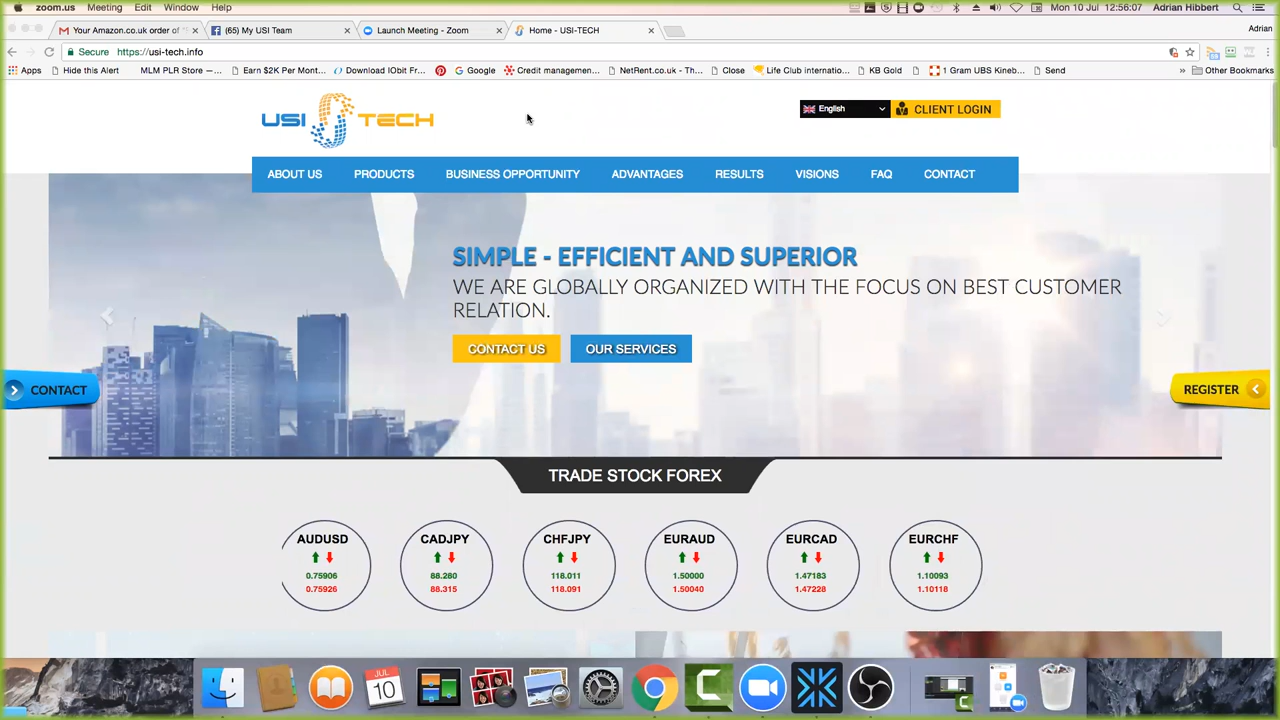 zoom.us Meeting Edit Window Help Mon 10 Jul 12:56:07 Adrian Hibbert
Your Amazon.co.uk order of "
(65) My USI Team
Launch Meeting - Zoom
Home - USI-TECH
Adrian
Secure https://usi-tech.info
Apps Hide this Alert MLM PLR Store —... Earn $2K Per Mont... Download IObit Fr... Google Credit managemen... NetRent.co.uk - Th... Close Life Club internatio... KB Gold 1 Gram UBS Kineb... Send » Other Bookmarks
USI TECH
English
CLIENT LOGIN
ABOUT US PRODUCTS BUSINESS OPPORTUNITY ADVANTAGES RESULTS VISIONS FAQ CONTACT
SIMPLE - EFFICIENT AND SUPERIOR
WE ARE GLOBALLY ORGANIZED WITH THE FOCUS ON BEST CUSTOMER
RELATION.
CONTACT US OUR SERVICES
CONTACT
REGISTER
TRADE STOCK FOREX
AUDUSD CADJPY CHFJPY EURAUD EURCAD EURCHF
0.75906 88.280 118.011 1.50000 1.47183 1.10093
0.75926 88.315 118.091 1.50040 1.47228 1.10118
JUL
10